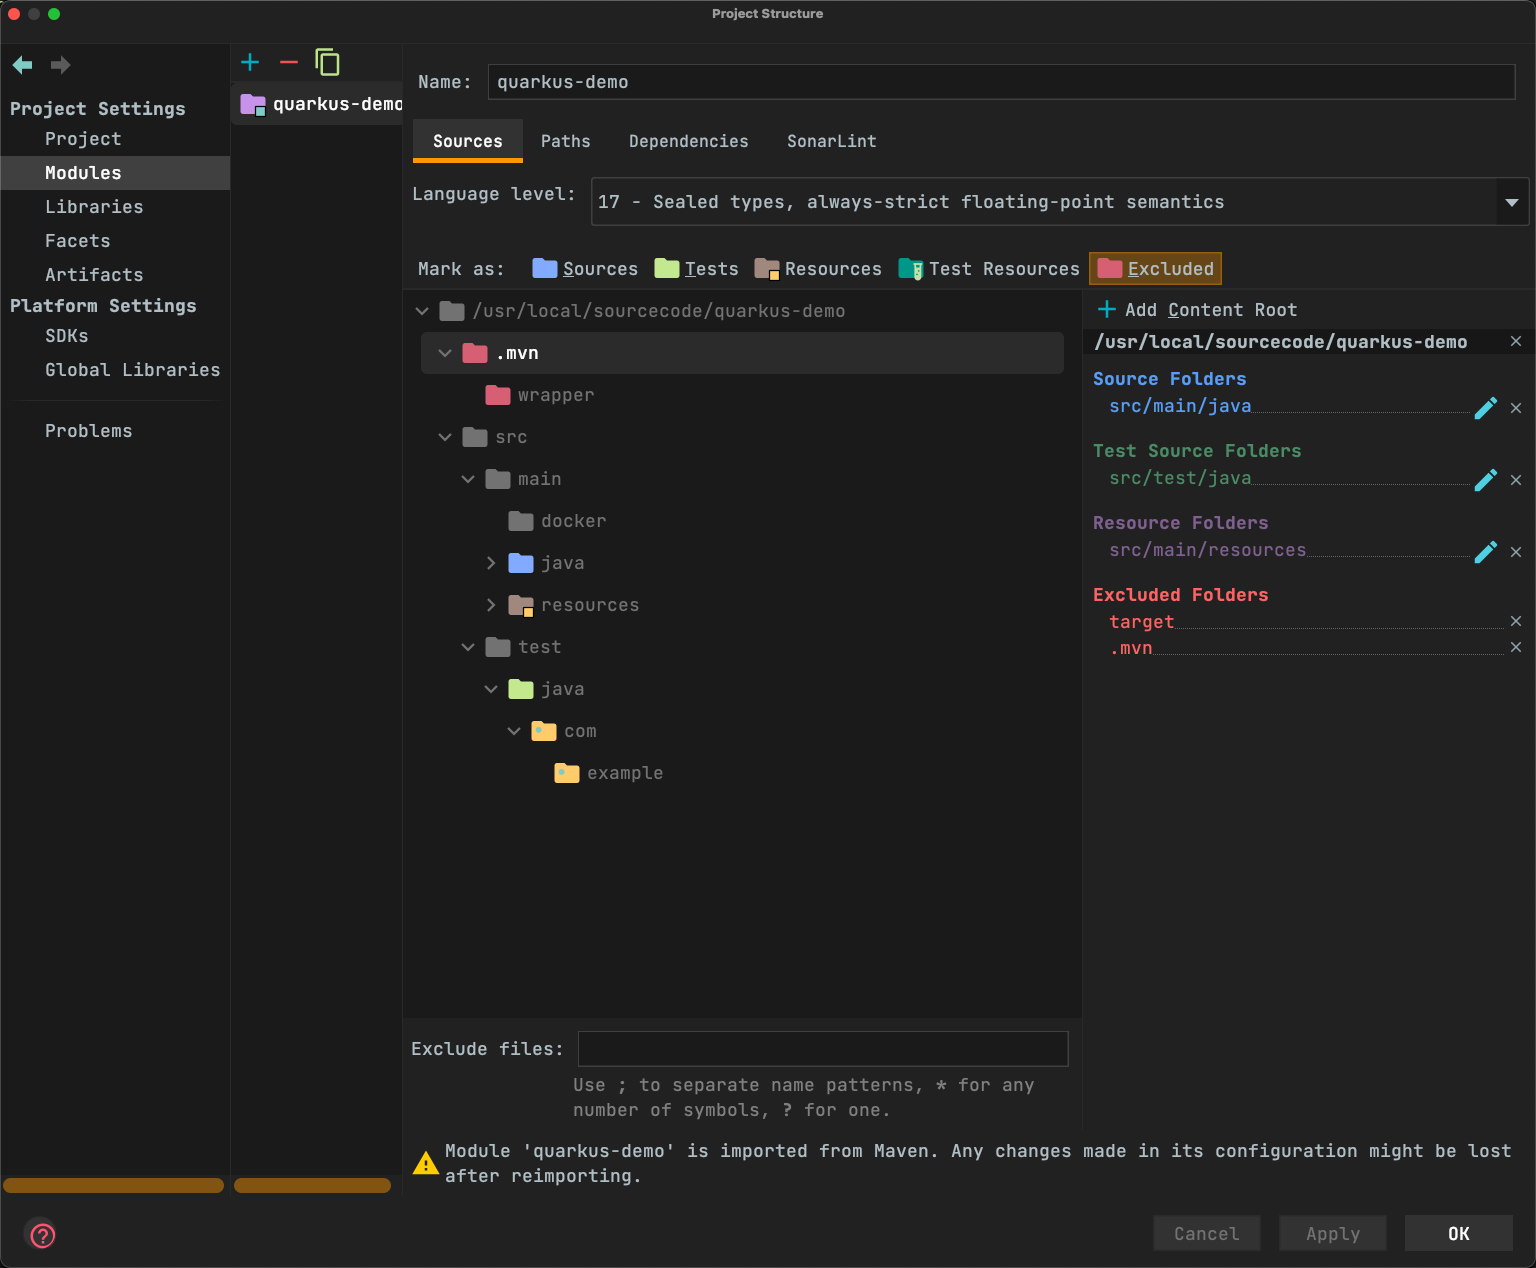 Project Structure
Project Settings
Project
Modules
Libraries
Facets
Artifacts
Platform Settings
SDKs
Global Libraries
Problems
quarkus-demo
Name: quarkus-demo
Sources Paths Dependencies SonarLint
Language level: 17 - Sealed types, always-strict floating-point semantics
Mark as: Sources Tests Resources Test Resources Excluded
/usr/local/sourcecode/quarkus-demo
.mvn
wrapper
src
main
docker
java
resources
test
java
com
example
Add Content Root
/usr/local/sourcecode/quarkus-demo
Source Folders
src/main/java
Test Source Folders
src/test/java
Resource Folders
src/main/resources
Excluded Folders
target
.mvn
Exclude files:
Use ; to separate name patterns, * for any
number of symbols, ? for one.
Module 'quarkus-demo' is imported from Maven. Any changes made in its configuration might be lost
after reimporting.
Cancel Apply OK